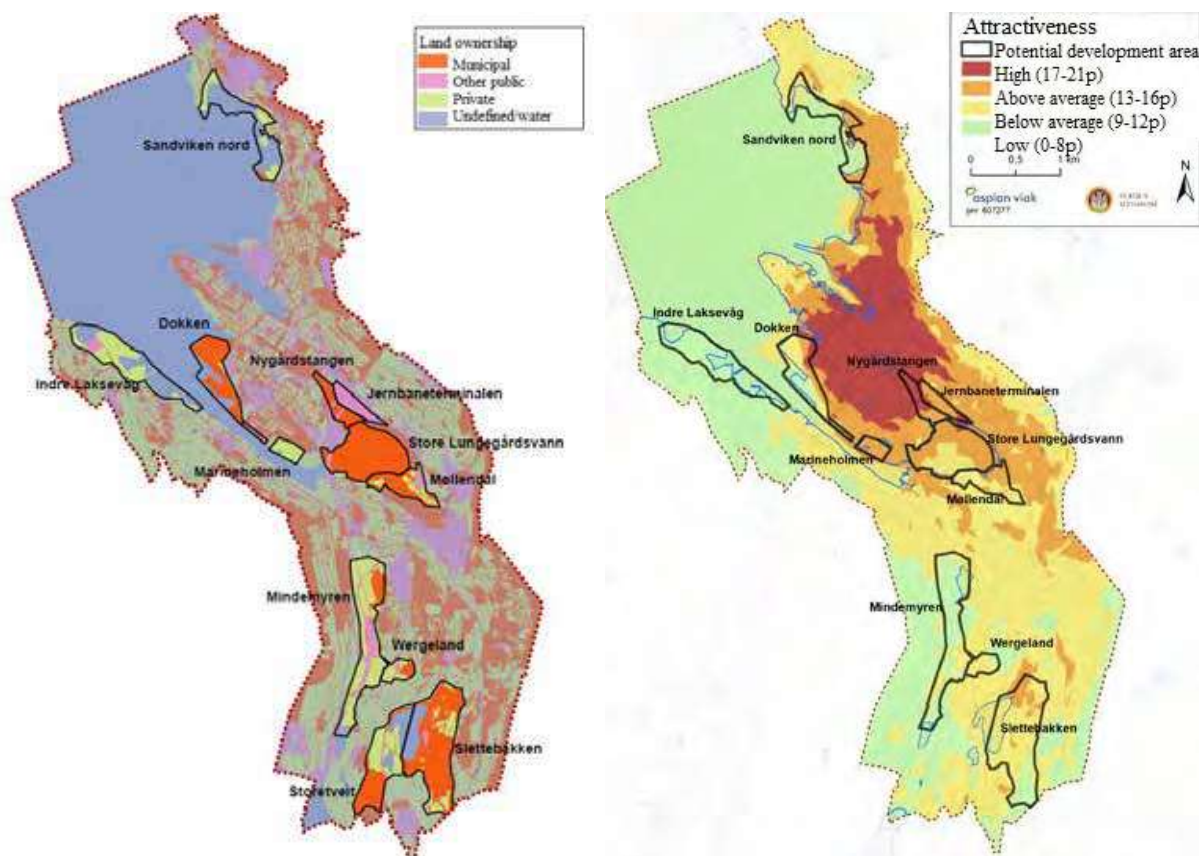 Land ownership
Municipal
Other public
Private
Undefined/water
Sandviken nord
Dokken
Nygårdstangen
Indre Laksevåg
Jernbaneterminalen
Store Lungegårdsvann
Marineholmen
Møllendal
Mindemyren
Wergeland
Slettebakken
Storetveit
Attractiveness
Potential development area
High (17-21p)
Above average (13-16p)
Below average (9-12p)
Low (0-8p)
0 0,5 1 km
N
asplan viak
Sandviken nord
Indre Laksevåg
Dokken
Nygårdstangen
Jernbaneterminalen
Store Lungegårdsvann
Marineholmen
Møllendal
Mindemyren
Wergeland
Slettebakken